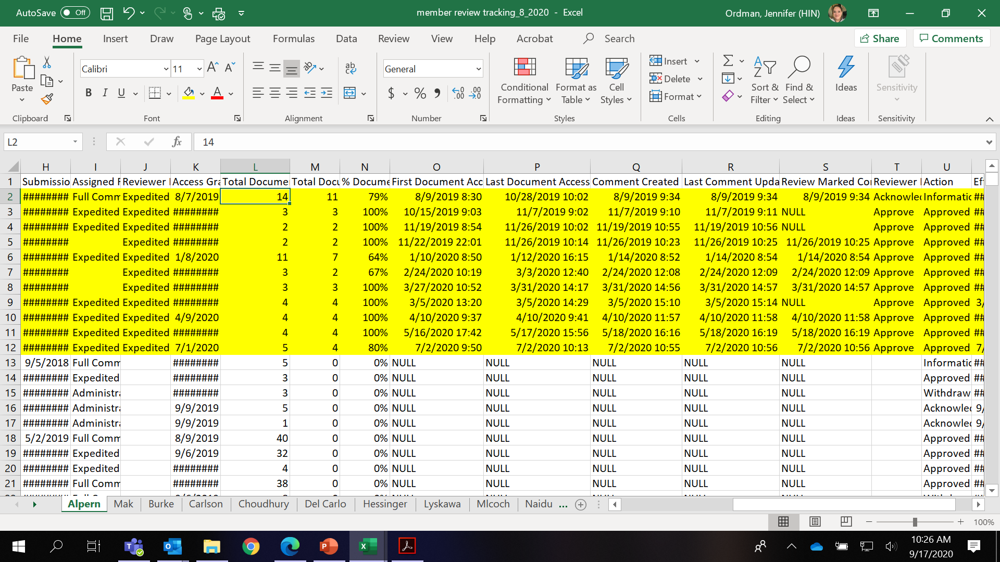 AutoSave Off member review tracking_8_2020 - Excel Ordman, Jennifer (HIN)
File Home Insert Draw Page Layout Formulas Data Review View Help Acrobat Search Share Comments
Paste Calibri 11 General Conditional Formatting Format as Table Cell Styles Insert Delete Format Sort & Filter Find & Select Ideas Sensitivity
Clipboard Font Alignment Number Styles Cells Editing Ideas Sensitivity
L2 fx 14
H I J K L M N O P Q R S T U
1 Submissio Assigned F Reviewer Access Gra Total Docume Total Docu % Docume First Document Acc Last Document Access Comment Created Last Comment Upda Review Marked Co Reviewer Action Ef
2 ######## Full Comm Expedited 8/7/2019 14 11 79% 8/9/2019 8:30 10/28/2019 10:02 8/9/2019 9:34 8/9/2019 9:34 8/9/2019 9:34 Acknowled Informatio ##
3 ######## Expedited Expedited ######## 3 3 100% 10/15/2019 9:03 11/7/2019 9:02 11/7/2019 9:10 11/7/2019 9:11 NULL Approve Approved ##
4 ######## Expedited Expedited ######## 2 2 100% 11/19/2019 8:54 11/26/2019 10:02 11/19/2019 10:55 11/19/2019 10:56 NULL Approve Approved ##
5 ######## Expedited ######## 2 2 100% 11/22/2019 22:01 11/26/2019 10:14 11/26/2019 10:23 11/26/2019 10:25 11/26/2019 10:25 Approve Approved ##
6 ######## Expedited Expedited 1/8/2020 11 7 64% 1/10/2020 8:50 1/12/2020 16:15 1/14/2020 8:52 1/14/2020 8:54 1/14/2020 8:54 Approve Approved ##
7 ######## Expedited ######## 3 2 67% 2/24/2020 10:19 3/3/2020 12:40 2/24/2020 12:08 2/24/2020 12:09 2/24/2020 12:09 Approve Approved ##
8 ######## Expedited ######## 3 3 100% 3/27/2020 10:52 3/31/2020 14:17 3/31/2020 14:56 3/31/2020 14:57 3/31/2020 14:57 Approve Approved ##
9 ######## Expedited Expedited ######## 4 4 100% 3/5/2020 13:20 3/5/2020 14:29 3/5/2020 15:10 3/5/2020 15:14 NULL Approve Approved 3/
10 ######## Expedited Expedited 4/9/2020 4 4 100% 4/10/2020 9:37 4/10/2020 9:41 4/10/2020 11:57 4/10/2020 11:58 4/10/2020 11:58 Approve Approved ##
11 ######## Expedited Expedited ######## 4 4 100% 5/16/2020 17:42 5/17/2020 15:56 5/18/2020 16:16 5/18/2020 16:19 5/18/2020 16:19 Approve Approved ##
12 ######## Expedited Expedited 7/1/2020 5 4 80% 7/2/2020 9:50 7/2/2020 10:13 7/2/2020 10:55 7/2/2020 10:56 7/2/2020 10:56 Approve Approved 7/
13 9/5/2018 Full Comm ######## 5 0 0% NULL NULL NULL NULL NULL Informatio ##
14 ######## Expedited ######## 3 0 0% NULL NULL NULL NULL NULL Approved ##
15 ######## Administra ######## 3 0 0% NULL NULL NULL NULL NULL Withdraw ##
16 ######## Administra 9/9/2019 5 0 0% NULL NULL NULL NULL NULL Acknowled 9/
17 ######## Administra 9/9/2019 1 0 0% NULL NULL NULL NULL NULL Acknowled 9/
18 5/2/2019 Full Comm 8/9/2019 40 0 0% NULL NULL NULL NULL NULL Approved ##
19 ######## Expedited 9/6/2019 32 0 0% NULL NULL NULL NULL NULL Approved ##
20 ######## Expedited ######## 4 0 0% NULL NULL NULL NULL NULL Approved ##
21 ######## Full Comm ######## 38 0 0% NULL NULL NULL NULL NULL Approved ##
Alpern Mak Burke Carlson Choudhury Del Carlo Hessinger Lyskawa Mlcoch Naidu ...
100%
10:26 AM
9/17/2020